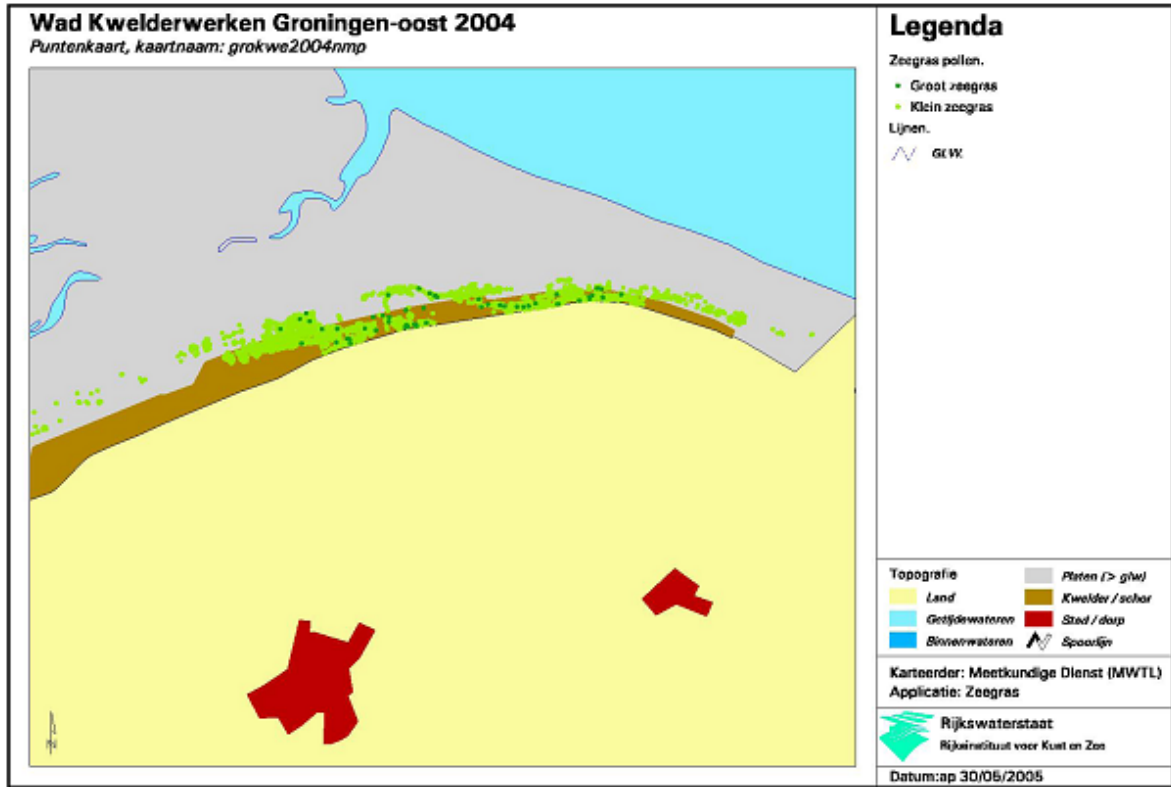 Wad Kwelderwerken Groningen-oost 2004
Puntenkaart, kaartnaam: grokwe2004nmp
Legenda
Zeegras pollen.
Groot zeegras
Klein zeegras
Lijnen.
GLW.
Topografie
Land
Getijdewateren
Binnenwateren
Platen (> glw)
Kwelder / schor
Stad / dorp
Spoorlijn
Karteerder: Meetkundige Dienst (MWTL)
Applicatie: Zeegras
Rijkswaterstaat
Rijksinstituut voor Kust en Zee
Datum:ap 30/05/2005